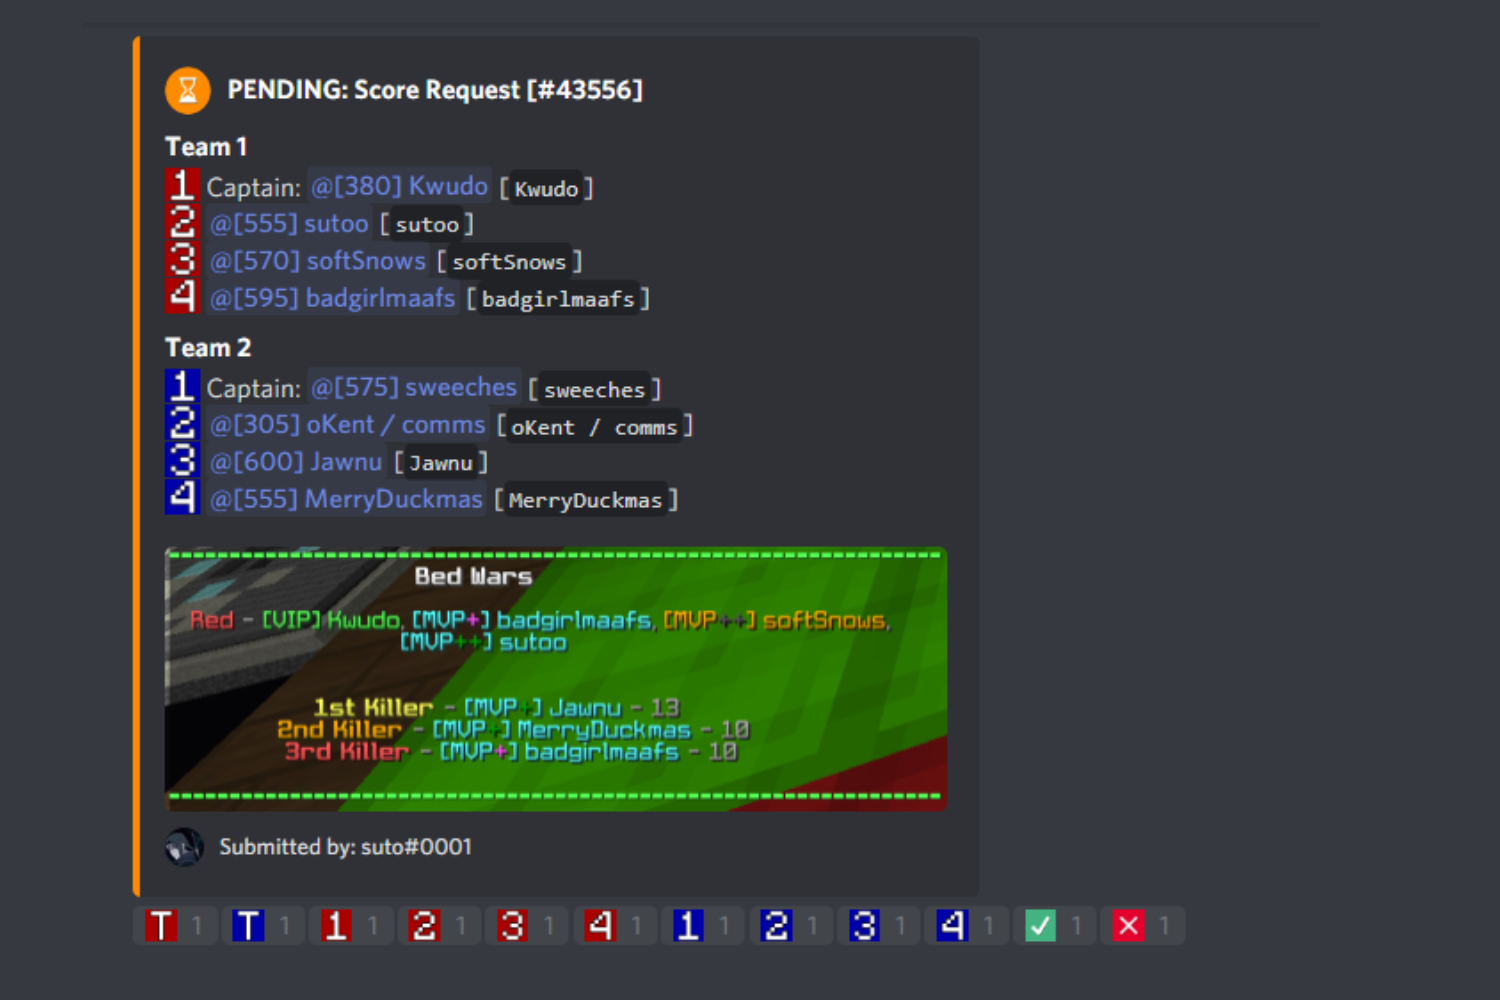 PENDING: Score Request [#43556]
Team 1
1 Captain: @[380] Kwudo [Kwudo]
2 @[555] sutoo [sutoo]
3 @[570] softSnows [softSnows]
4 @[595] badgirlmaafs [badgirlmaafs]
Team 2
1 Captain: @[575] sweeches [sweeches]
2 @[305] oKent / comms [oKent / comms]
3 @[600] Jawnu [Jawnu]
4 @[555] MerryDuckmas [MerryDuckmas]
Bed Wars
Red - [VIP] Kwudo, [MVP+] badgirlmaafs, [MVP++] softSnows,
[MVP++] sutoo
1st Killer - [MVP+] Jawnu - 13
2nd Killer - [MVP+] MerryDuckmas - 10
3rd Killer - [MVP+] badgirlmaafs - 10
Submitted by: suto#0001
T 1 T 1 1 1 2 1 3 1 4 1 1 1 2 1 3 1 4 1 1 1